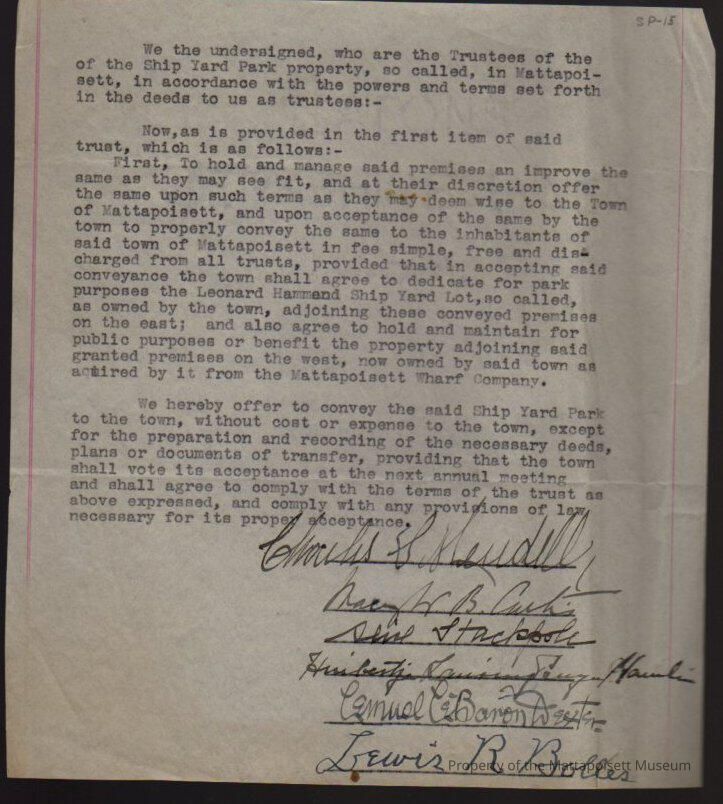 SP-15
We the undersigned, who are the Trustees of the
of the Ship Yard Park property, so called, in Mattapoi-
sett, in accordance with the powers and terms set forth
in the deeds to us as trustees:-
Now,as is provided in the first item of said
trust, which is as follows:-
First, To hold and manage said premises an improve the
same as they may see fit, and at their discretion offer
the same upon such terms as they may deem wise to the Town
of Mattapoisett, and upon acceptance of the same by the
town to properly convey the same to the inhabitants of
said town of Mattapoisett in fee simple, free and dis-
charged from all trusts, provided that in accepting said
conveyance the town shall agree to dedicate for park
purposes the Leonard Hammond Ship Yard Lot,so called,
as owned by the town, adjoining these conveyed premises
on the east; and also agree to hold and maintain for
public purposes or benefit the property adjoining said
granted premises on the west, now owned by said town as
by it from the Mattapoisett Wharf Company.
We hereby offer to convey the said Ship Yard Park
to the town, without cost or expense to the town, except
for the preparation and recording of the necessary deeds,
plans or documents of transfer, providing that the town
shall vote its acceptance at the next annual meeting
and shall agree to comply with the terms of the trust as
above expressed, and comply with any provisions of law
necessary for its proper acceptance.
Charles S. Mendell
W. B. Curtis
Stackpole
Hamlin
Lemuel LeBaron Dexter
Lewis R Bolles
Property of the Mattapoisett Museum